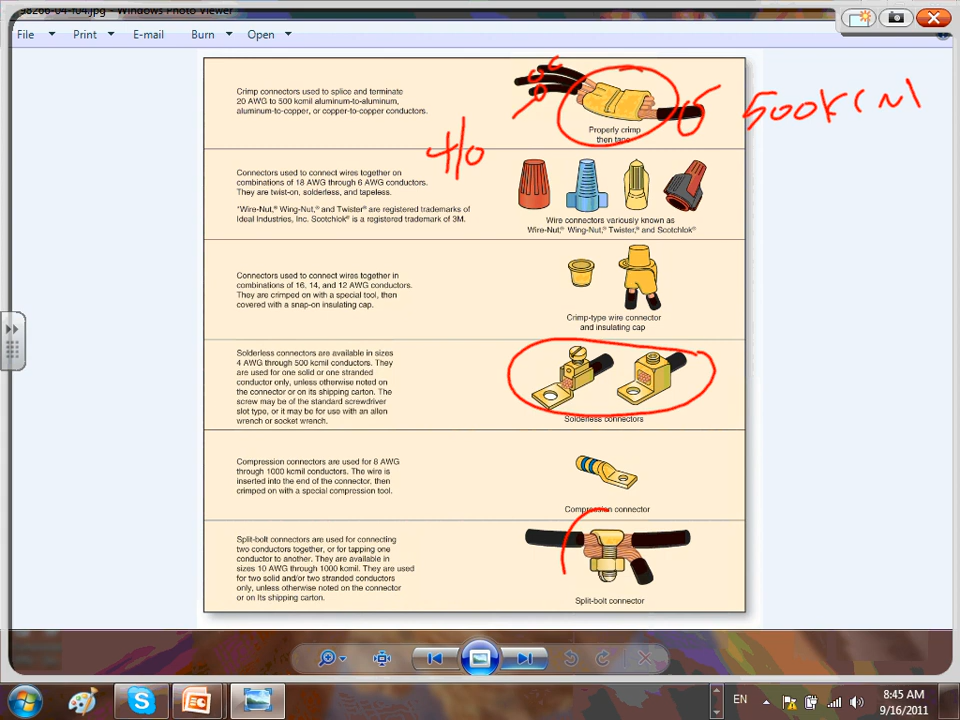 98266-04-f04.jpg - Windows Photo Viewer
File Print E-mail Burn Open
Crimp connectors used to splice and terminate
20 AWG to 500 kcmil aluminum-to-aluminum,
aluminum-to-copper, or copper-to-copper conductors.
Properly crimp
then tape
500kcml
4/0
Connectors used to connect wires together on
combinations of 18 AWG through 6 AWG conductors.
They are twist-on, solderless, and tapeless.
*Wire-Nut,® Wing-Nut,® and Twister® are registered trademarks of
Ideal Industries, Inc. Scotchlok® is a registered trademark of 3M.
Wire connectors variously known as
Wire-Nut,® Wing-Nut,® Twister,® and Scotchlok®
Connectors used to connect wires together in
combinations of 16, 14, and 12 AWG conductors.
They are crimped on with a special tool, then
covered with a snap-on insulating cap.
Crimp-type wire connector
and insulating cap
Solderless connectors are available in sizes
4 AWG through 500 kcmil conductors. They
are used for one solid or one stranded
conductor only, unless otherwise noted on
the connector or on its shipping carton. The
screw may be of the standard screwdriver
slot type, or it may be for use with an allen
wrench or socket wrench.
Solderless connectors
Compression connectors are used for 8 AWG
through 1000 kcmil conductors. The wire is
inserted into the end of the connector, then
crimped on with a special compression tool.
Compression connector
Split-bolt connectors are used for connecting
two conductors together, or for tapping one
conductor to another. They are available in
sizes 10 AWG through 1000 kcmil. They are used
for two solid and/or two stranded conductors
only, unless otherwise noted on the connector
or on Its shipping carton.
Split-bolt connector
EN
8:45 AM
9/16/2011